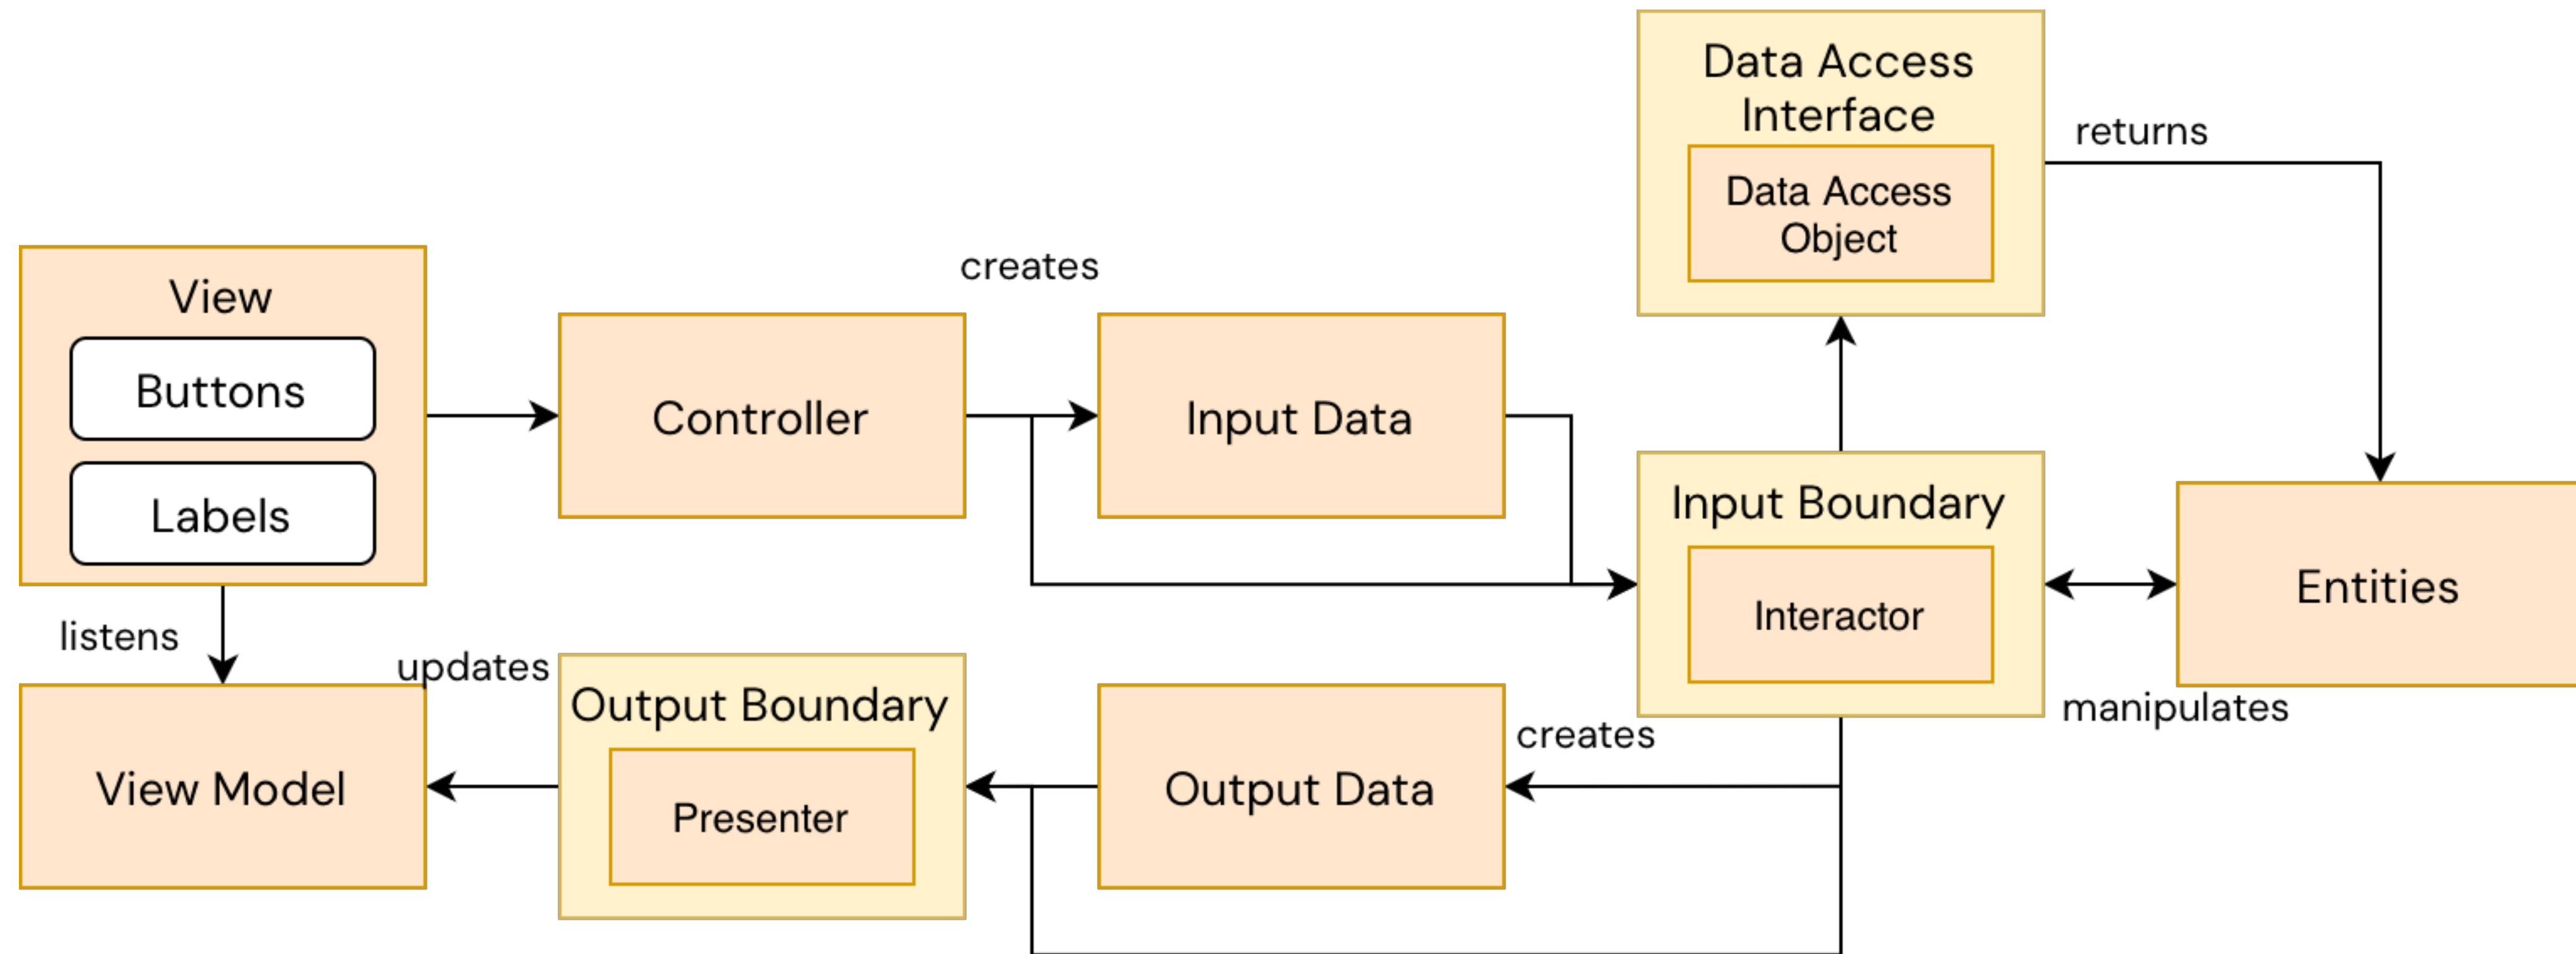 Data Access
Interface
Data Access
Object
returns
creates
View
Buttons
Labels
Controller
Input Data
Input Boundary
Interactor
Entities
listens
updates
Output Boundary
Presenter
View Model
Output Data
creates
manipulates